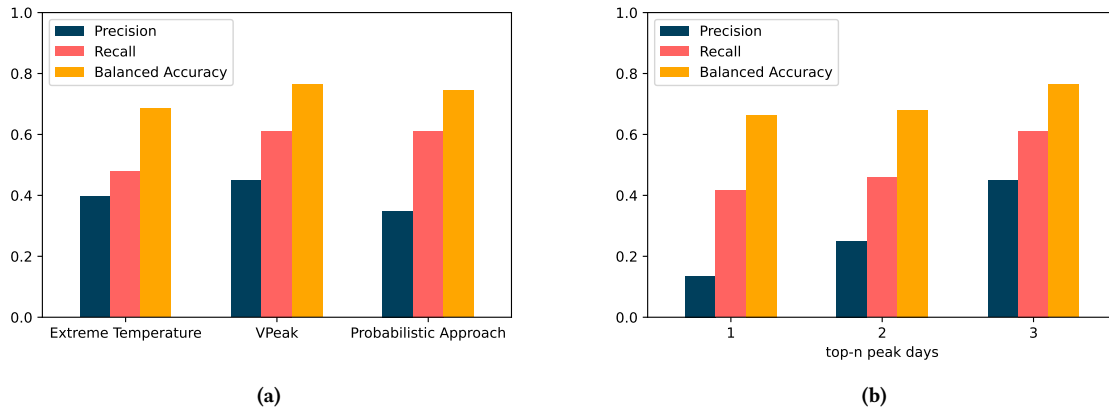 1.0
0.8
0.6
0.4
0.2
0.0
Precision
Recall
Balanced Accuracy
Extreme Temperature
VPeak
Probabilistic Approach
(a)
1.0
0.8
0.6
0.4
0.2
0.0
Precision
Recall
Balanced Accuracy
1
2
3
top-n peak days
(b)